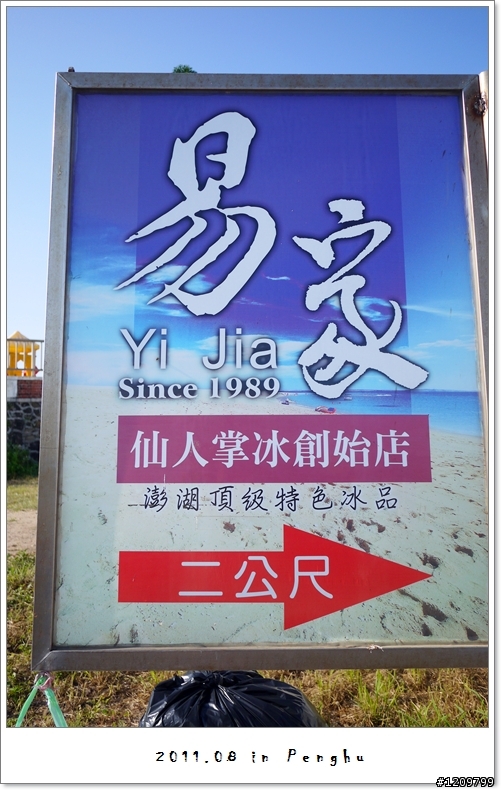 易家
Yi Jia
Since 1989
仙人掌冰創始店
澎湖頂級特色冰品
二公尺
2011.08 in Penghu
#1209799